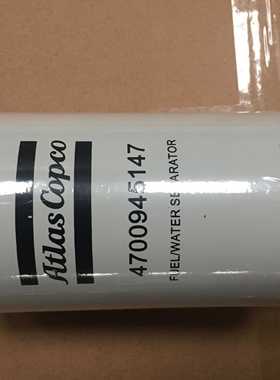 Atlas Copco
4700945147
FUEL/WATER SEPARATOR